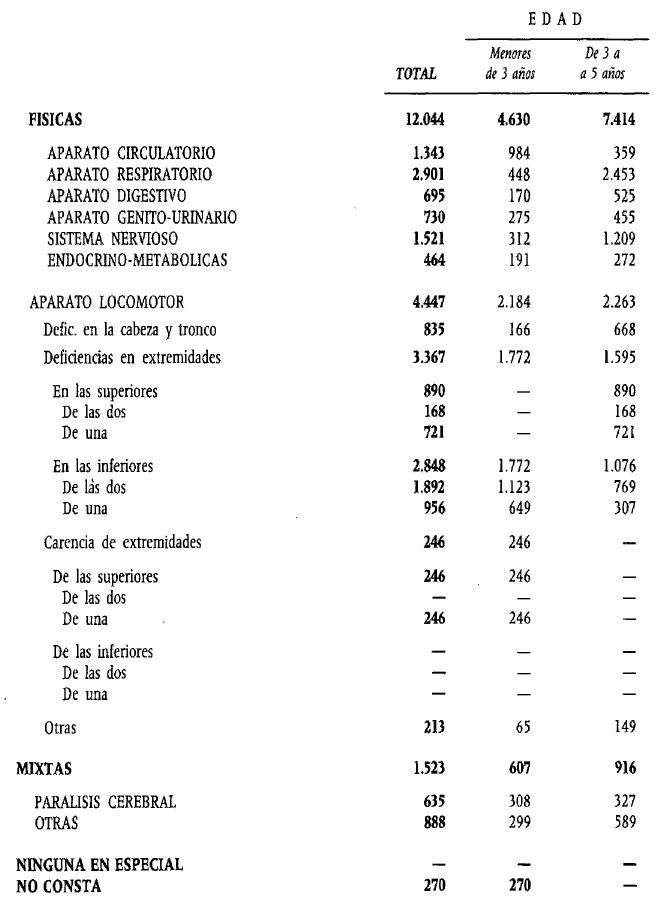 E D A D
Menores De 3 a
TOTAL de 3 años a 5 años
FISICAS 12.044 4.630 7.414
APARATO CIRCULATORIO 1.343 984 359
APARATO RESPIRATORIO 2.901 448 2.453
APARATO DIGESTIVO 695 170 525
APARATO GENITO-URINARIO 730 275 455
SISTEMA NERVIOSO 1.521 312 1.209
ENDOCRINO-METABOLICAS 464 191 272
APARATO LOCOMOTOR 4.447 2.184 2.263
Defic. en la cabeza y tronco 835 166 668
Deficiencias en extremidades 3.367 1.772 1.595
En las superiores 890 — 890
De las dos 168 — 168
De una 721 — 721
En las inferiores 2.848 1.772 1.076
De làs dos 1.892 1.123 769
De una 956 649 307
Carencia de extremidades 246 246 —
De las superiores 246 246 —
De las dos — — —
De una 246 246 —
De las inferiores — — —
De las dos — — —
De una — — —
Otras 213 65 149
MIXTAS 1.523 607 916
PARALISIS CEREBRAL 635 308 327
OTRAS 888 299 589
NINGUNA EN ESPECIAL — — —
NO CONSTA 270 270 —